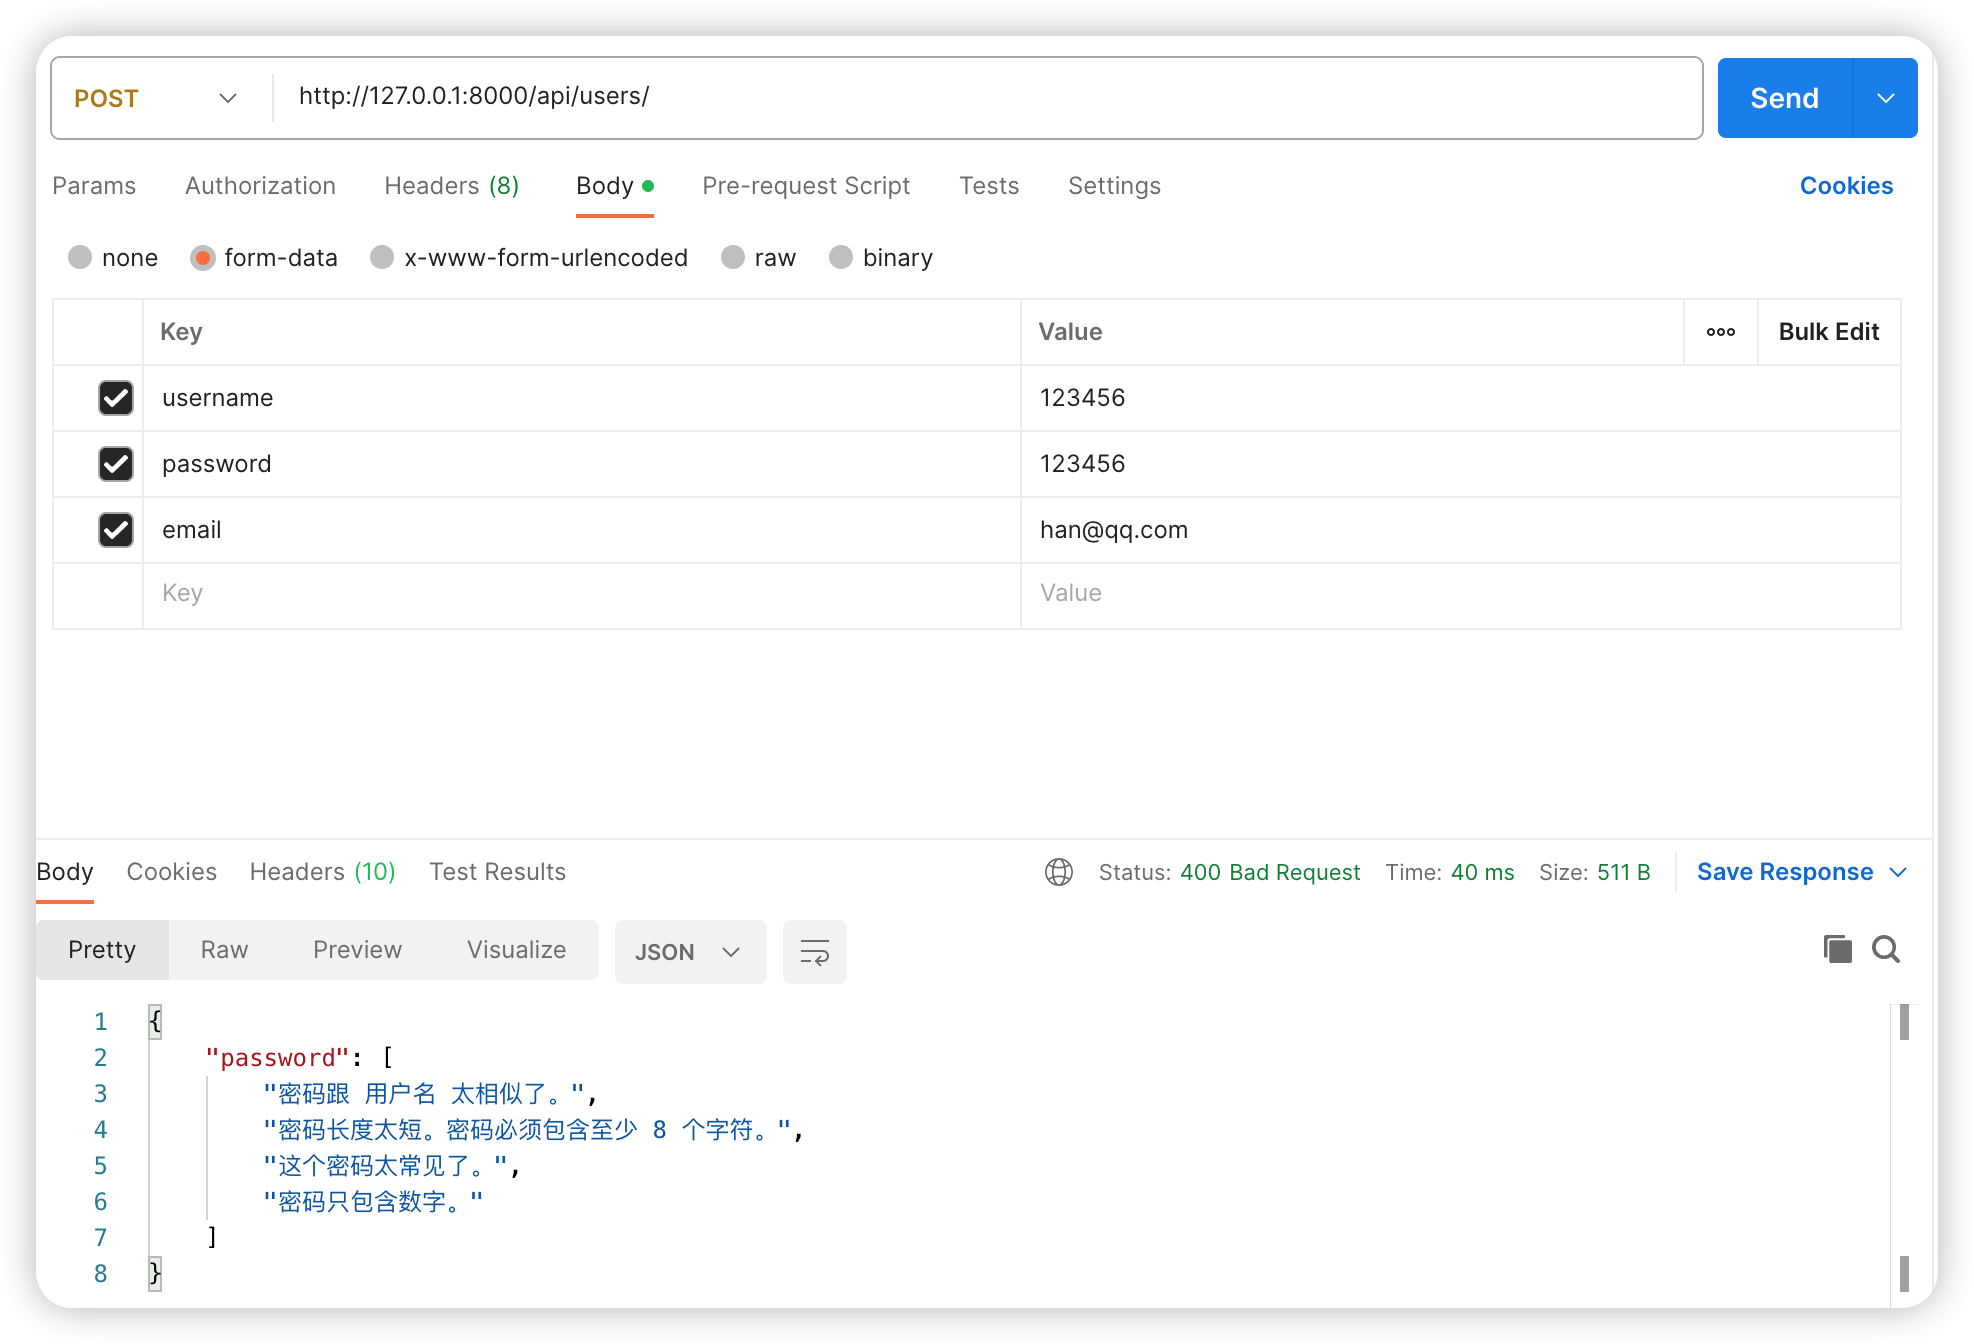 POST http://127.0.0.1:8000/api/users/ Send
Params Authorization Headers (8) Body Pre-request Script Tests Settings Cookies
none form-data x-www-form-urlencoded raw binary
Key Value ooo Bulk Edit
username 123456
password 123456
email han@qq.com
Key Value
Body Cookies Headers (10) Test Results Status: 400 Bad Request Time: 40 ms Size: 511 B Save Response
Pretty Raw Preview Visualize JSON
1 {
2 "password": [
3 "密码跟 用户名 太相似了。",
4 "密码长度太短。密码必须包含至少 8 个字符。",
5 "这个密码太常见了。",
6 "密码只包含数字。"
7 ]
8 }